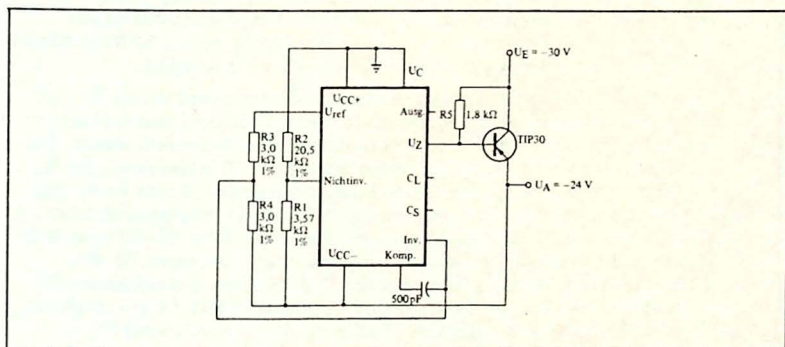 U_E = −30 V
U_C
U_CC+
U_ref
Ausg
R5
1,8 kΩ
R3
3,0
kΩ
1%
R2
20,5
kΩ
1%
U_Z
TIP30
Nichtinv.
C_L
U_A = −24 V
R4
3,0
kΩ
1%
R1
3,57
kΩ
1%
C_S
Inv.
U_CC−
Komp.
500 pF